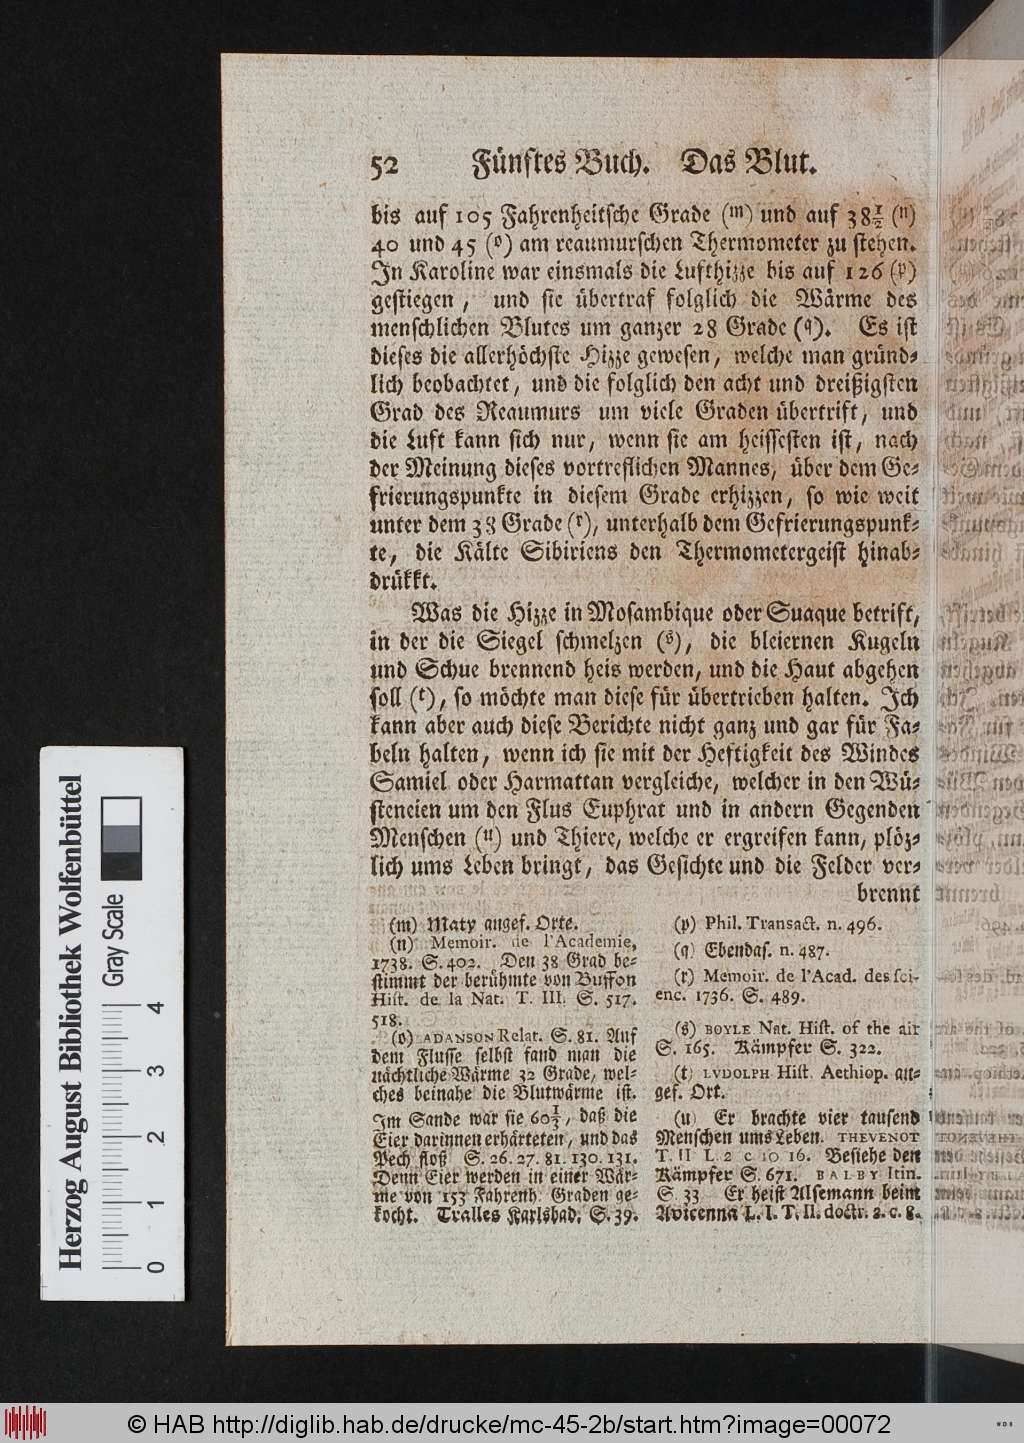 52 Fünftes Buch. Das Blut.
bis auf 105 Fahrenheitsche Grade (m) und auf 38½ (n)
40 und 45 (o) am reaumurschen Thermometer zu stehen.
In Karoline war einsmals die Lufthizze bis auf 126 (p)
gestiegen, und sie übertraf folglich die Wärme des
menschlichen Blutes um ganzer 28 Grade (q). Es ist
dieses die allerhöchste Hizze gewesen, welche man gründ-
lich beobachtet, und die folglich den acht und dreißigsten
Grad des Reaumurs um viele Graden übertrift, und
die Luft kann sich nur, wenn sie am heissesten ist, nach
der Meinung dieses vortreflichen Mannes, über dem Ge-
frierungspunkte in diesem Grade erhizzen, so wie weit
unter dem 38 Grade (r), unterhalb dem Gefrierungspunk-
te, die Kälte Sibiriens den Thermometergeist hinab-
drükkt.
Was die Hizze in Mosambique oder Suaque betrift,
in der die Siegel schmelzen (s), die bleiernen Kugeln
und Schue brennend heis werden, und die Haut abgehen
soll (t), so möchte man diese für übertrieben halten. Ich
kann aber auch diese Berichte nicht ganz und gar für Fa-
beln halten, wenn ich sie mit der Heftigkeit des Windes
Samiel oder Harmattan vergleiche, welcher in den Wü-
steneien um den Flus Euphrat und in andern Gegenden
Menschen (u) und Thiere, welche er ergreifen kann, plöz-
lich ums Leben bringt, das Gesichte und die Felder ver-
brennt
(m) Maty angef. Orte.
(n) Memoir. de l'Academie,
1738. S. 402. Den 38 Grad be-
stimmt der berühmte von Buffon
Hist. de la Nat. T. III. S. 517.
518.
(o) ADANSON Relat. S. 81. Auf
dem Flusse selbst fand man die
nächtliche Wärme 32 Grade, wel-
ches beinahe die Blutwärme ist.
Im Sande war sie 60⅓, daß die
Eier darinnen erhärteten, und das
Pech floß S. 26. 27. 81. 130. 131.
Denn Eier werden in einer Wär-
me von 153 Fahrenh. Graden ge-
kocht. Tralles Karlsbad. S. 39.
(p) Phil. Transact. n. 496.
(q) Ebendas. n. 487.
(r) Memoir. de l'Acad. des sci-
enc. 1736. S. 489.
(s) BOYLE Nat. Hist. of the air
S. 165. Kämpfer S. 322.
(t) LVDOLPH Hist. Aethiop. an-
gef. Ort.
(u) Er brachte vier tausend
Menschen ums Leben. THEVENOT
T. II L. 2 c 10 16. Besiehe den
Kämpfer S. 671. BALBY Itin.
S. 33 Er heist Alsemann beim
Avicenna L. I. T. II. doctr. 2. c. 8.
Herzog August Bibliothek Wolfenbüttel
Gray Scale
0 1 2 3 4
© HAB http://diglib.hab.de/drucke/mc-45-2b/start.htm?image=00072